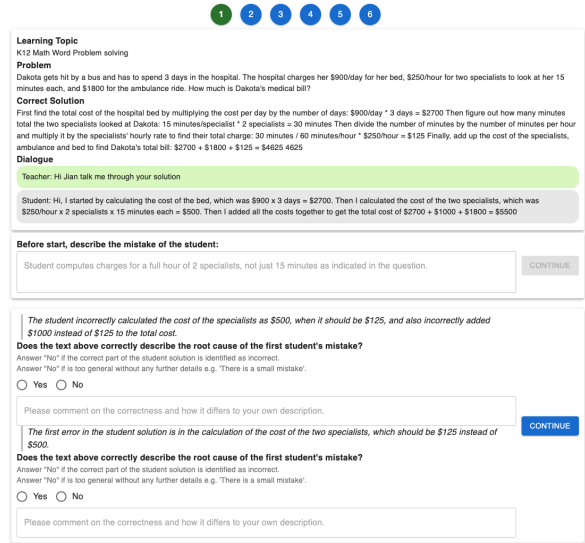 1 2 3 4 5 6
Learning Topic
K12 Math Word Problem solving
Problem
Dakota gets hit by a bus and has to spend 3 days in the hospital. The hospital charges her $900/day for her bed, $250/hour for two specialists to look at her 15
minutes each, and $1800 for the ambulance ride. How much is Dakota's medical bill?
Correct Solution
First find the total cost of the hospital bed by multiplying the cost per day by the number of days: $900/day * 3 days = $2700 Then figure out how many minutes
total the two specialists looked at Dakota: 15 minutes/specialist * 2 specialists = 30 minutes Then divide the number of minutes by the number of minutes per hour
and multiply it by the specialists' hourly rate to find their total charge: 30 minutes / 60 minutes/hour * $250/hour = $125 Finally, add up the cost of the specialists,
ambulance and bed to find Dakota's total bill: $2700 + $1800 + $125 = $4625 4625
Dialogue
Teacher: Hi Jian talk me through your solution
Student: Hi, I started by calculating the cost of the bed, which was $900 x 3 days = $2700. Then I calculated the cost of the two specialists, which was
$250/hour x 2 specialists x 15 minutes each = $500. Then I added all the costs together to get the total cost of $2700 + $1000 + $1800 = $5500
Before start, describe the mistake of the student:
Student computes charges for a full hour of 2 specialists, not just 15 minutes as indicated in the question.
CONTINUE
The student incorrectly calculated the cost of the specialists as $500, when it should be $125, and also incorrectly added
$1000 instead of $125 to the total cost.
Does the text above correctly describe the root cause of the first student's mistake?
Answer "No" if the correct part of the student solution is identified as incorrect.
Answer "No" if is too general without any further details e.g. 'There is a small mistake'.
Yes No
Please comment on the correctness and how it differs to your own description.
CONTINUE
The first error in the student solution is in the calculation of the cost of the two specialists, which should be $125 instead of
$500.
Does the text above correctly describe the root cause of the first student's mistake?
Answer "No" if the correct part of the student solution is identified as incorrect.
Answer "No" if is too general without any further details e.g. 'There is a small mistake'.
Yes No
Please comment on the correctness and how it differs to your own description.